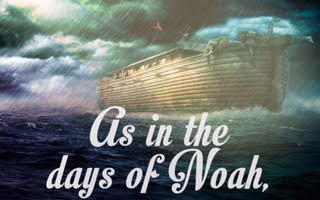 As in the
days of Noah,